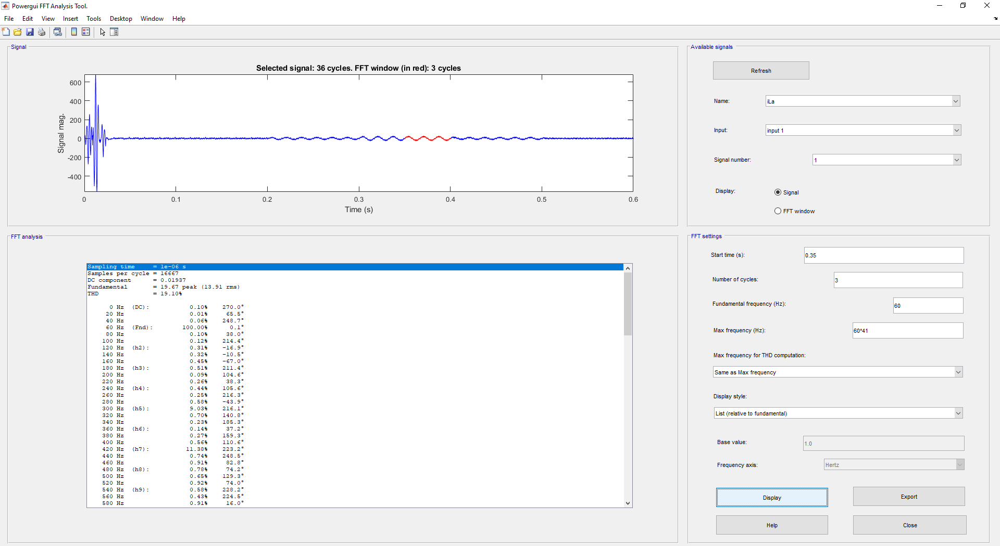 Powergui FFT Analysis Tool.
File Edit View Insert Tools Desktop Window Help
Signal
Selected signal: 36 cycles. FFT window (in red): 3 cycles
600
400
200
0
-200
-400
Signal mag.
0 0.1 0.2 0.3 0.4 0.5 0.6
Time (s)
FFT analysis
Sampling time = 1e-06 s
Samples per cycle = 16667
DC component = 0.01937
Fundamental = 19.67 peak (13.91 rms)
THD = 19.10%
0 Hz (DC): 0.10% 270.0°
20 Hz 0.01% 65.5°
40 Hz 0.06% 248.7°
60 Hz (Fnd): 100.00% 0.1°
80 Hz 0.10% 38.0°
100 Hz 0.12% 214.4°
120 Hz (h2): 0.31% -16.9°
140 Hz 0.32% -10.5°
160 Hz 0.45% -67.0°
180 Hz (h3): 0.51% 211.4°
200 Hz 0.09% 104.6°
220 Hz 0.26% 38.3°
240 Hz (h4): 0.44% 105.6°
260 Hz 0.25% 216.3°
280 Hz 0.58% -43.9°
300 Hz (h5): 9.03% 216.1°
320 Hz 0.70% 140.8°
340 Hz 0.23% 185.3°
360 Hz (h6): 0.14% 37.2°
380 Hz 0.27% 159.3°
400 Hz 0.56% 110.6°
420 Hz (h7): 11.38% 223.2°
440 Hz 0.74% 248.5°
460 Hz 0.91% 82.8°
480 Hz (h8): 0.78% 74.2°
500 Hz 0.65% 129.3°
520 Hz 0.92% 74.0°
540 Hz (h9): 0.58% 228.2°
560 Hz 0.43% 224.5°
580 Hz 0.91% 16.0°
Available signals
Refresh
Name: iLa
Input: input 1
Signal number: 1
Display: Signal
FFT window
FFT settings
Start time (s): 0.35
Number of cycles: 3
Fundamental frequency (Hz): 60
Max frequency (Hz): 60*41
Max frequency for THD computation:
Same as Max frequency
Display style:
List (relative to fundamental)
Base value: 1.0
Frequency axis: Hertz
Display Export
Help Close